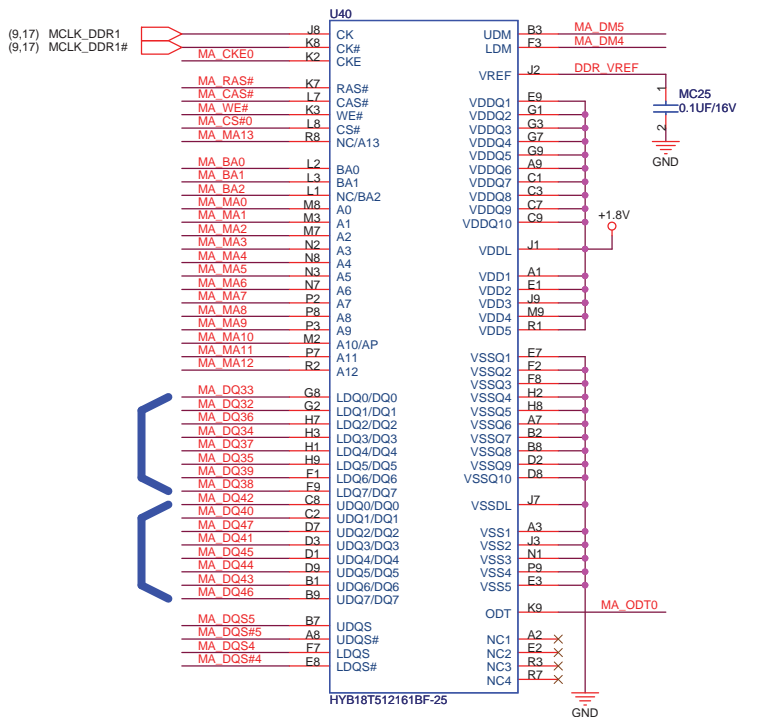 U40
(9,17) MCLK_DDR1 J8 CK
(9,17) MCLK_DDR1# K8 CK#
MA_CKE0 K2 CKE
MA_RAS# K7 RAS#
MA_CAS# L7 CAS#
MA_WE# K3 WE#
MA_CS#0 L8 CS#
MA_MA13 R8 NC/A13
MA_BA0 L2 BA0
MA_BA1 L3 BA1
MA_BA2 L1 NC/BA2
MA_MA0 M8 A0
MA_MA1 M3 A1
MA_MA2 M7 A2
MA_MA3 N2 A3
MA_MA4 N8 A4
MA_MA5 N3 A5
MA_MA6 N7 A6
MA_MA7 P2 A7
MA_MA8 P8 A8
MA_MA9 P3 A9
MA_MA10 M2 A10/AP
MA_MA11 P7 A11
MA_MA12 R2 A12
MA_DQ33 G8 LDQ0/DQ0
MA_DQ32 G2 LDQ1/DQ1
MA_DQ36 H7 LDQ2/DQ2
MA_DQ34 H3 LDQ3/DQ3
MA_DQ37 H1 LDQ4/DQ4
MA_DQ35 H9 LDQ5/DQ5
MA_DQ39 F1 LDQ6/DQ6
MA_DQ38 F9 LDQ7/DQ7
MA_DQ42 C8 UDQ0/DQ0
MA_DQ40 C2 UDQ1/DQ1
MA_DQ47 D7 UDQ2/DQ2
MA_DQ41 D3 UDQ3/DQ3
MA_DQ45 D1 UDQ4/DQ4
MA_DQ44 D9 UDQ5/DQ5
MA_DQ43 B1 UDQ6/DQ6
MA_DQ46 B9 UDQ7/DQ7
MA_DQS5 B7 UDQS
MA_DQS#5 A8 UDQS#
MA_DQS4 F7 LDQS
MA_DQS#4 E8 LDQS#
UDM B3 MA_DM5
LDM F3 MA_DM4
VREF J2 DDR_VREF
1
MC25
0.1UF/16V
2
GND
VDDQ1 E9
VDDQ2 G1
VDDQ3 G3
VDDQ4 G7
VDDQ5 G9
VDDQ6 A9
VDDQ7 C1
VDDQ8 C3
VDDQ9 C7
VDDQ10 C9
+1.8V
VDDL J1
VDD1 A1
VDD2 E1
VDD3 J9
VDD4 M9
VDD5 R1
VSSQ1 E7
VSSQ2 F2
VSSQ3 F8
VSSQ4 H2
VSSQ5 H8
VSSQ6 A7
VSSQ7 B2
VSSQ8 B8
VSSQ9 D2
VSSQ10 D8
VSSDL J7
VSS1 A3
VSS2 J3
VSS3 N1
VSS4 P9
VSS5 E3
ODT K9 MA_ODT0
NC1 A2
NC2 E2
NC3 R3
NC4 R7
HYB18T512161BF-25
GND